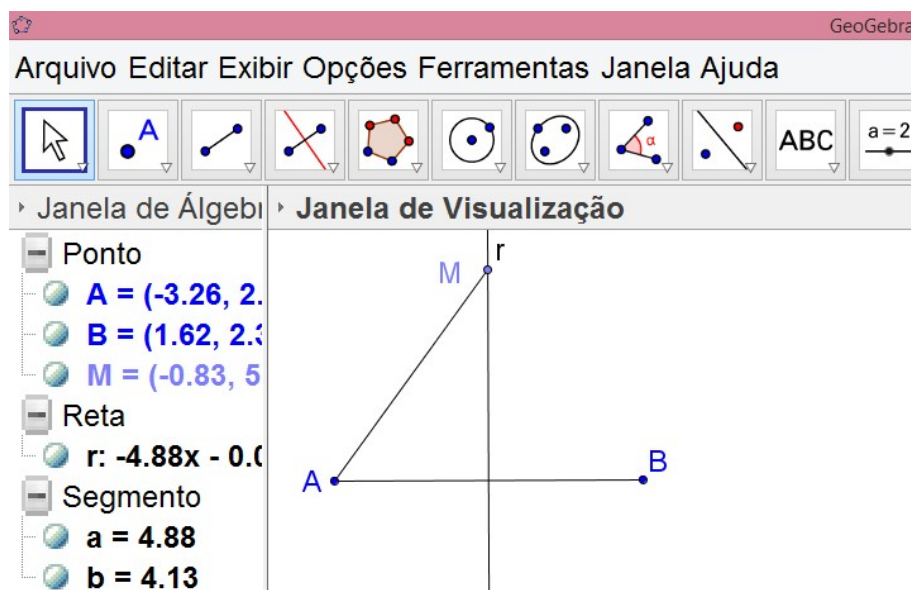 GeoGebra
Arquivo Editar Exibir Opções Ferramentas Janela Ajuda
A α ABC a = 2
Janela de Álgebr Janela de Visualização
Ponto
A = (-3.26, 2.
B = (1.62, 2.3
M = (-0.83, 5
Reta
r: -4.88x - 0.0
Segmento
a = 4.88
b = 4.13
r
M
A
B